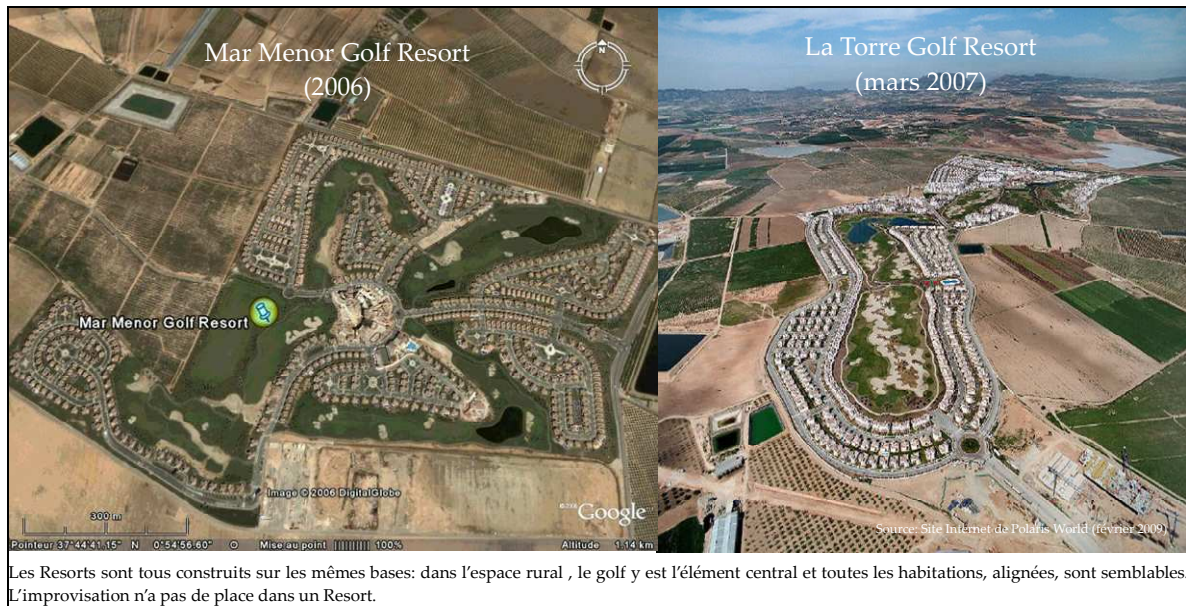 Mar Menor Golf Resort
(2006)
N
Mar Menor Golf Resort
Image © 2006 DigitalGlobe
Google
300 m
Pointeur 37°44'41.15" N 0°54'56.60" O Mise au point 100% Altitude 1.14 km
La Torre Golf Resort
(mars 2007)
Source: Site Internet de Polaris World (février 2009)
Les Resorts sont tous construits sur les mêmes bases: dans l’espace rural , le golf y est l’élément central et toutes les habitations, alignées, sont semblables.
L’improvisation n’a pas de place dans un Resort.